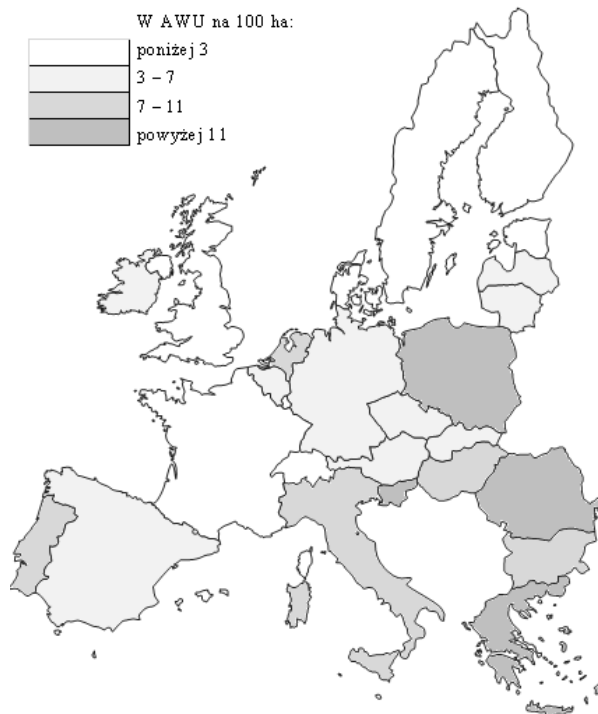 W AWU na 100 ha:
poniżej 3
3 – 7
7 – 11
powyżej 11